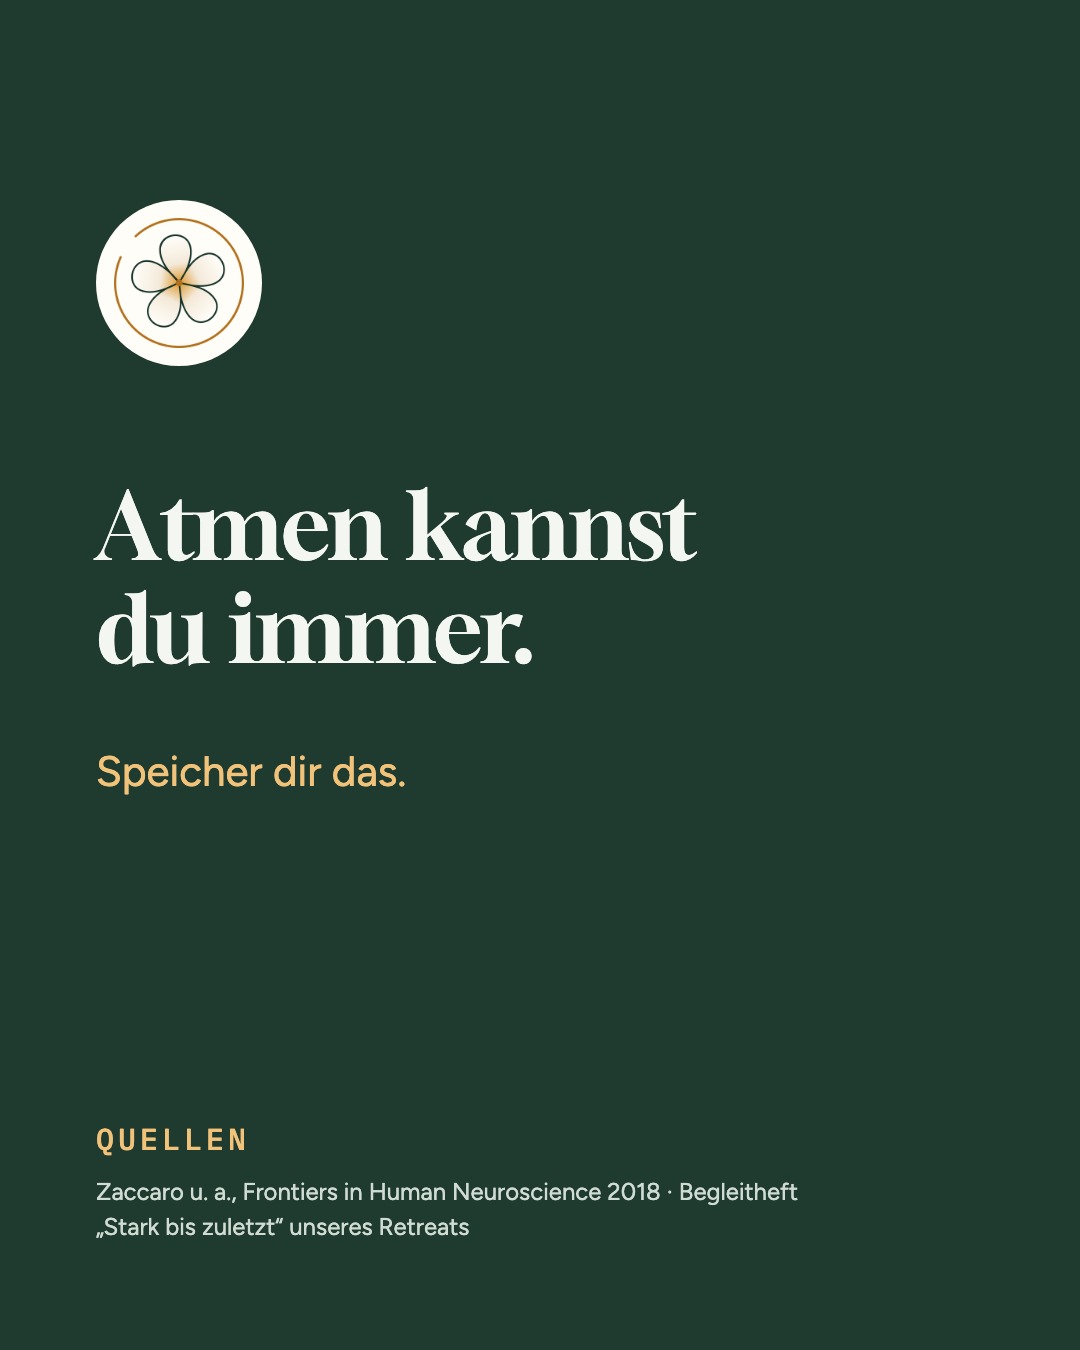 Atmen kannst
du immer.
Speicher dir das.
QUELLEN
Zaccaro u. a., Frontiers in Human Neuroscience 2018 · Begleitheft
„Stark bis zuletzt“ unseres Retreats